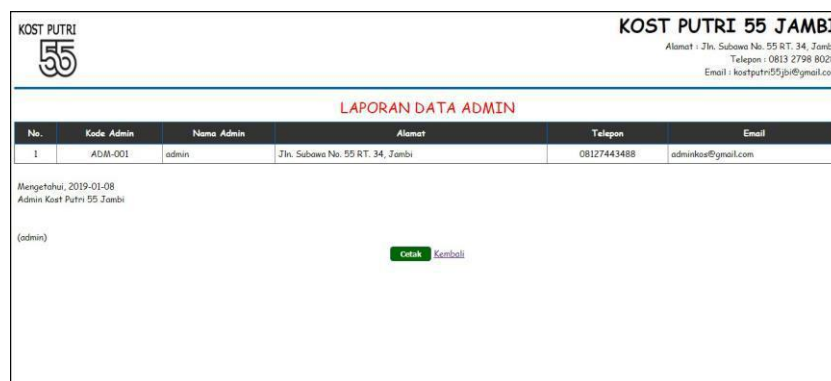 KOST PUTRI
55
KOST PUTRI 55 JAMBI
Alamat : Jln. Subawa No. 55 RT. 34, Jambi
Telepon : 0813 2798 802
Email : kostputri55jbi@gmail.co
LAPORAN DATA ADMIN
No. Kode Admin Nama Admin Alamat Telepon Email
1 ADM-001 admin Jln. Subawa No. 55 RT. 34, Jambi 08127443488 adminkos@gmail.com
Mengetahui, 2019-01-08
Admin Kost Putri 55 Jambi
(admin)
Cetak Kembali